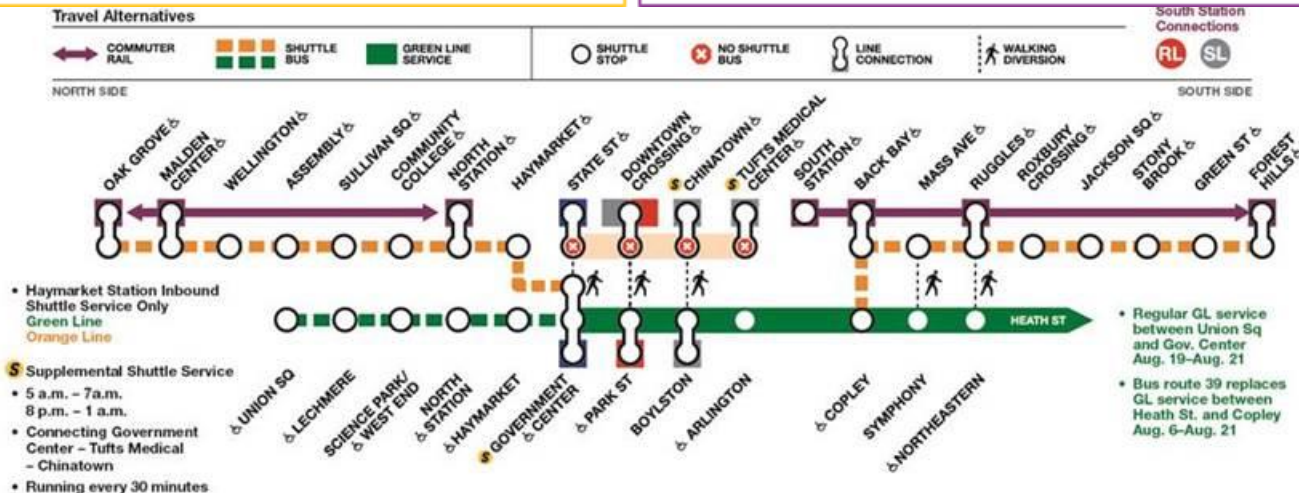 Travel Alternatives
South Station
Connections
COMMUTER
RAIL
SHUTTLE
BUS
GREEN LINE
SERVICE
SHUTTLE
STOP
NO SHUTTLE
BUS
LINE
CONNECTION
WALKING
DIVERSION
RL
SL
NORTH SIDE
SOUTH SIDE
OAK GROVE
MALDEN
CENTER
WELLINGTON
ASSEMBLY
SULLIVAN SQ
COMMUNITY
COLLEGE
NORTH
STATION
HAYMARKET
STATE ST
DOWNTOWN
CROSSING
S CHINATOWN
S TUFTS MEDICAL
CENTER
SOUTH
STATION
BACK BAY
MASS AVE
RUGGLES
ROXBURY
CROSSING
JACKSON SQ
STONY
BROOK
GREEN ST
FOREST
HILLS
• Haymarket Station Inbound
Shuttle Service Only
Green Line
Orange Line
S Supplemental Shuttle Service
• 5 a.m. – 7a.m.
8 p.m. – 1 a.m.
• Connecting Government
Center – Tufts Medical
– Chinatown
• Running every 30 minutes
HEATH ST
UNION SQ
LECHMERE
SCIENCE PARK/
WEST END
NORTH
STATION
HAYMARKET
S GOVERNMENT
CENTER
PARK ST
BOYLSTON
ARLINGTON
COPLEY
SYMPHONY
NORTHEASTERN
• Regular GL service
between Union Sq
and Gov. Center
Aug. 19–Aug. 21
• Bus route 39 replaces
GL service between
Heath St. and Copley
Aug. 6–Aug. 21